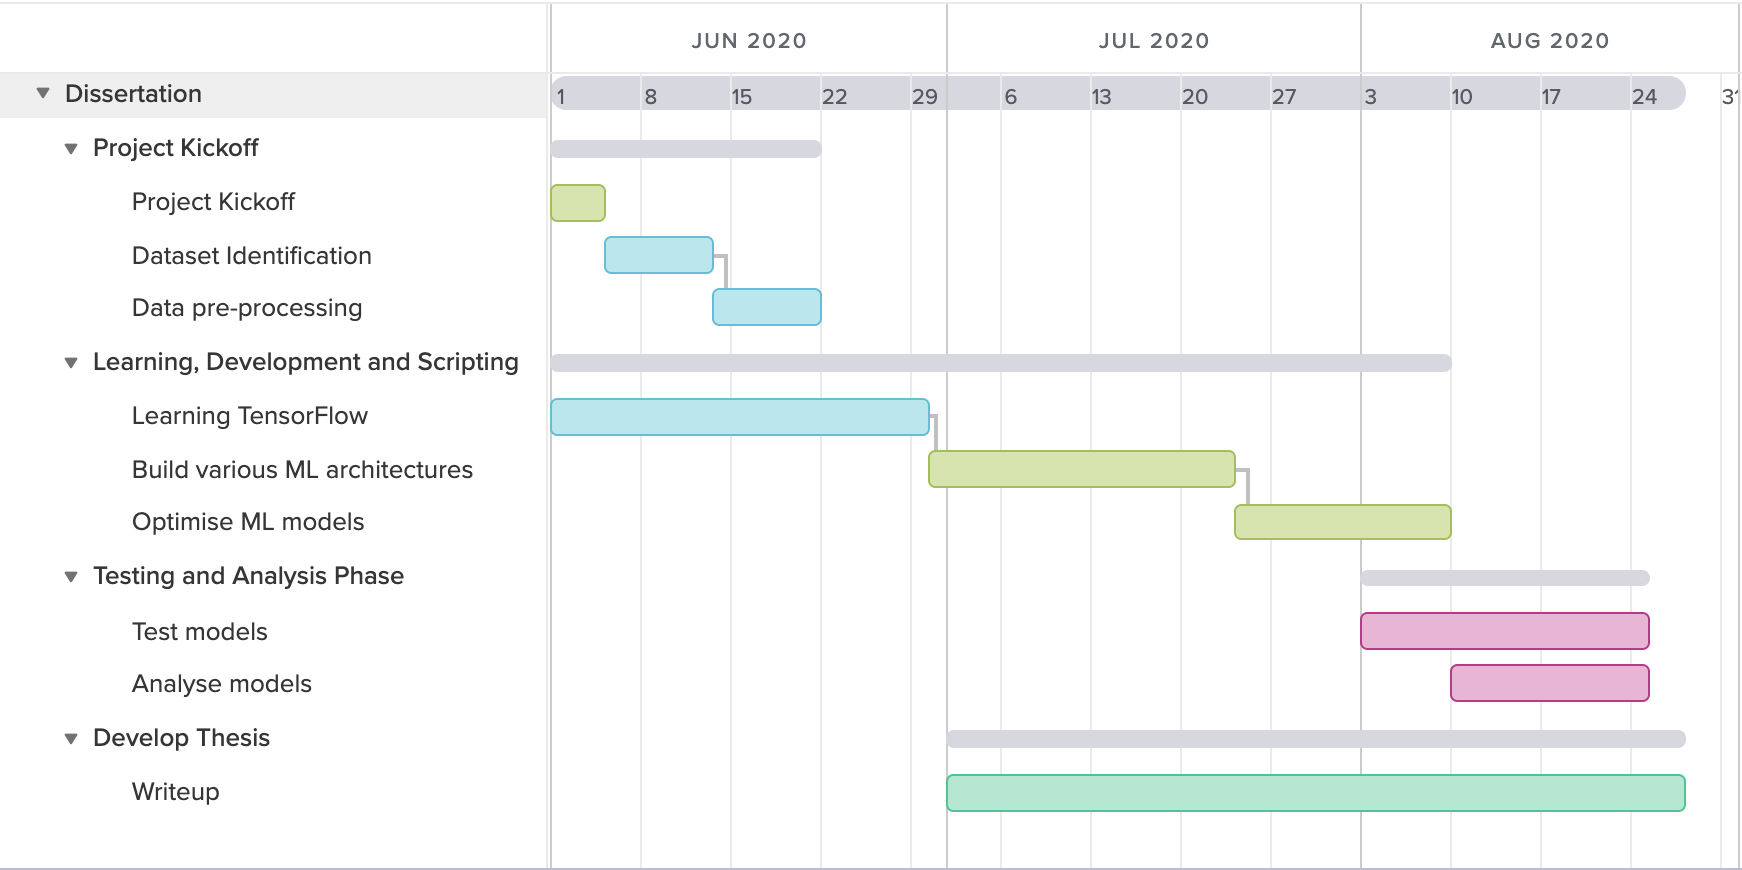 JUN 2020 JUL 2020 AUG 2020
Dissertation 1 8 15 22 29 6 13 20 27 3 10 17 24 31
Project Kickoff
Project Kickoff
Dataset Identification
Data pre-processing
Learning, Development and Scripting
Learning TensorFlow
Build various ML architectures
Optimise ML models
Testing and Analysis Phase
Test models
Analyse models
Develop Thesis
Writeup